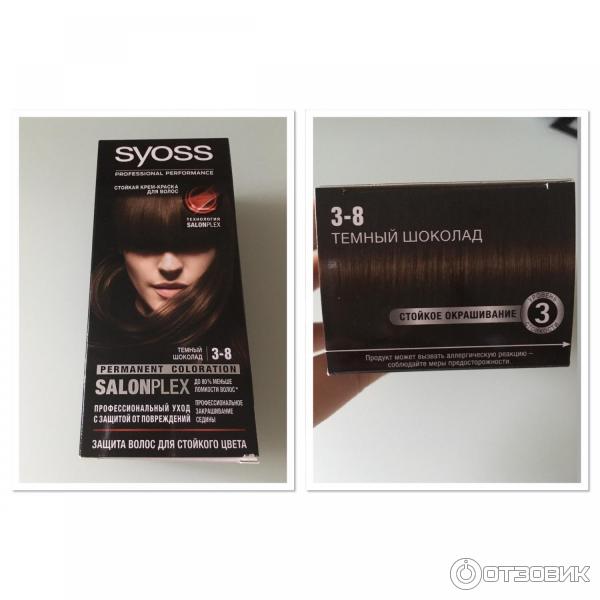 syoss
PROFESSIONAL PERFORMANCE
СТОЙКАЯ КРЕМ-КРАСКА
ДЛЯ ВОЛОС
ТЕХНОЛОГИЯ
SALONPLEX
ТЕМНЫЙ
ШОКОЛАД 3-8
PERMANENT COLORATION
SALONPLEX
ДО 80% МЕНЬШЕ
ЛОМКОСТИ ВОЛОС*
ПРОФЕССИОНАЛЬНЫЙ УХОД
С ЗАЩИТОЙ ОТ ПОВРЕЖДЕНИЙ
ПРОФЕССИОНАЛЬНОЕ
ЗАКРАШИВАНИЕ
СЕДИНЫ
ЗАЩИТА ВОЛОС ДЛЯ СТОЙКОГО ЦВЕТА
3-8
ТЕМНЫЙ ШОКОЛАД
СТОЙКОЕ ОКРАШИВАНИЕ
УРОВЕНЬ
3
СТОЙКОСТИ
Продукт может вызвать аллергическую реакцию –
соблюдайте меры предосторожности.
ОТЗОВИК